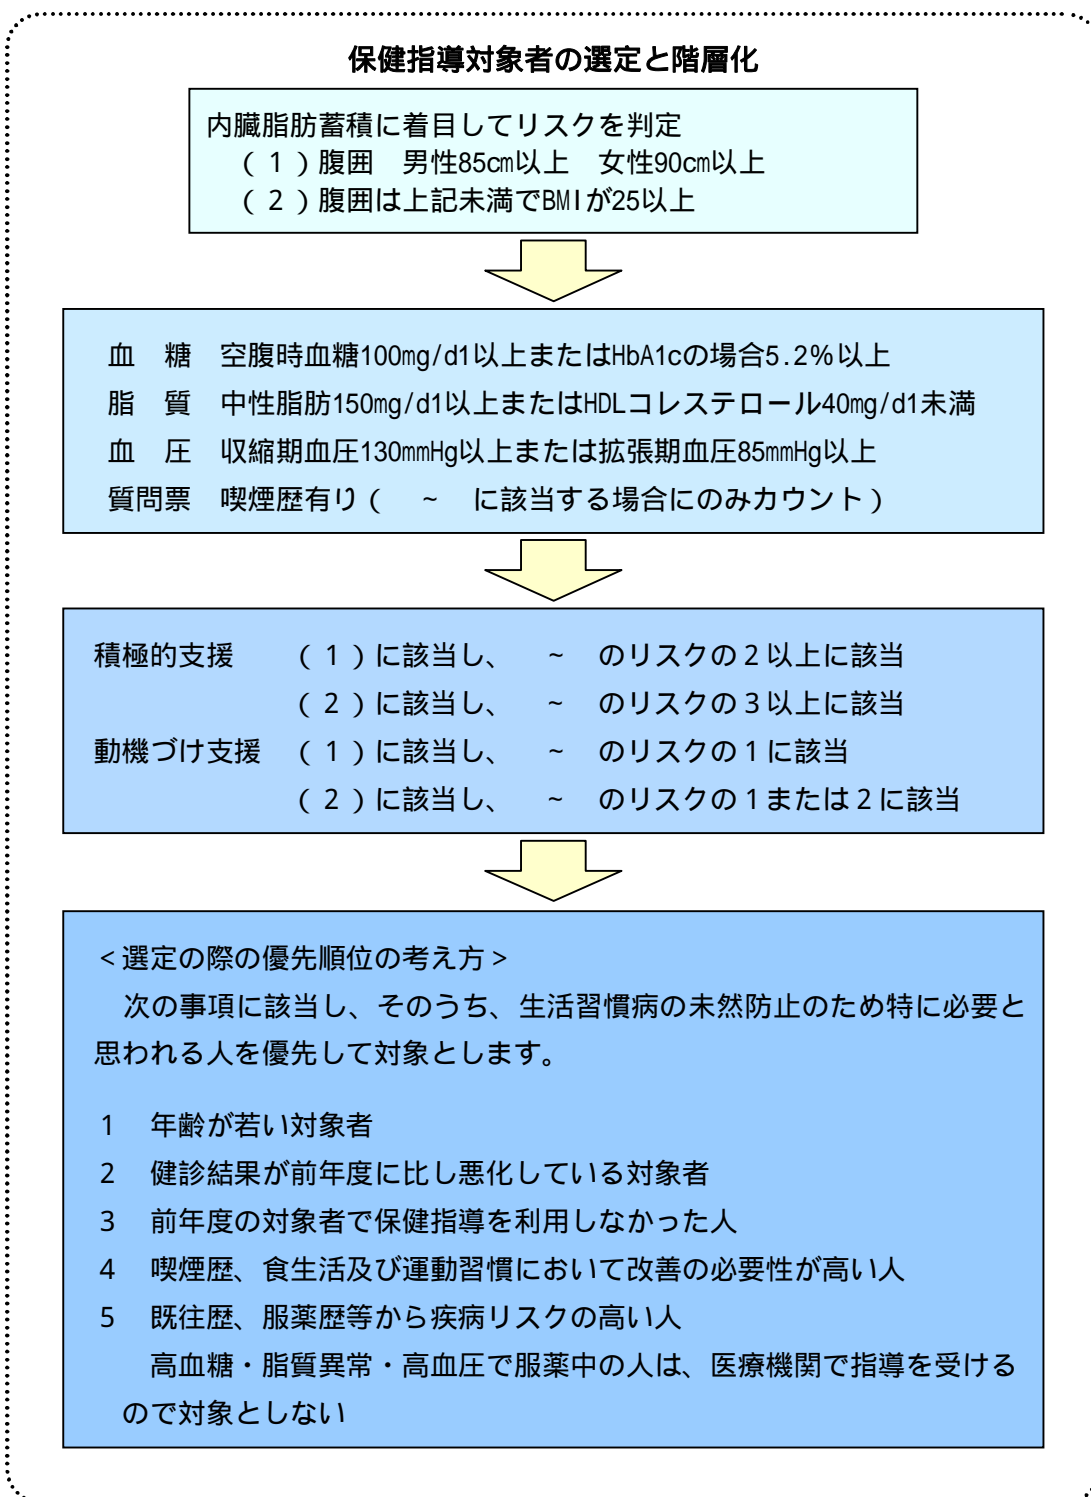 保健指導対象者の選定と階層化
内臓脂肪蓄積に着目してリスクを判定
(1)腹囲 男性85㎝以上 女性90㎝以上
(2)腹囲は上記未満でBMIが25以上
血 糖 空腹時血糖100mg/d1以上またはHbA1cの場合5.2%以上
脂 質 中性脂肪150mg/d1以上またはHDLコレステロール40mg/d1未満
血 圧 収縮期血圧130mmHg以上または拡張期血圧85mmHg以上
質問票 喫煙歴有り( ~ に該当する場合にのみカウント)
積極的支援 (1)に該当し、 ~ のリスクの2以上に該当
(2)に該当し、 ~ のリスクの3以上に該当
動機づけ支援 (1)に該当し、 ~ のリスクの1に該当
(2)に該当し、 ~ のリスクの1または2に該当
<選定の際の優先順位の考え方>
次の事項に該当し、そのうち、生活習慣病の未然防止のため特に必要と
思われる人を優先して対象とします。
1 年齢が若い対象者
2 健診結果が前年度に比し悪化している対象者
3 前年度の対象者で保健指導を利用しなかった人
4 喫煙歴、食生活及び運動習慣において改善の必要性が高い人
5 既往歴、服薬歴等から疾病リスクの高い人
高血糖・脂質異常・高血圧で服薬中の人は、医療機関で指導を受ける
ので対象としない